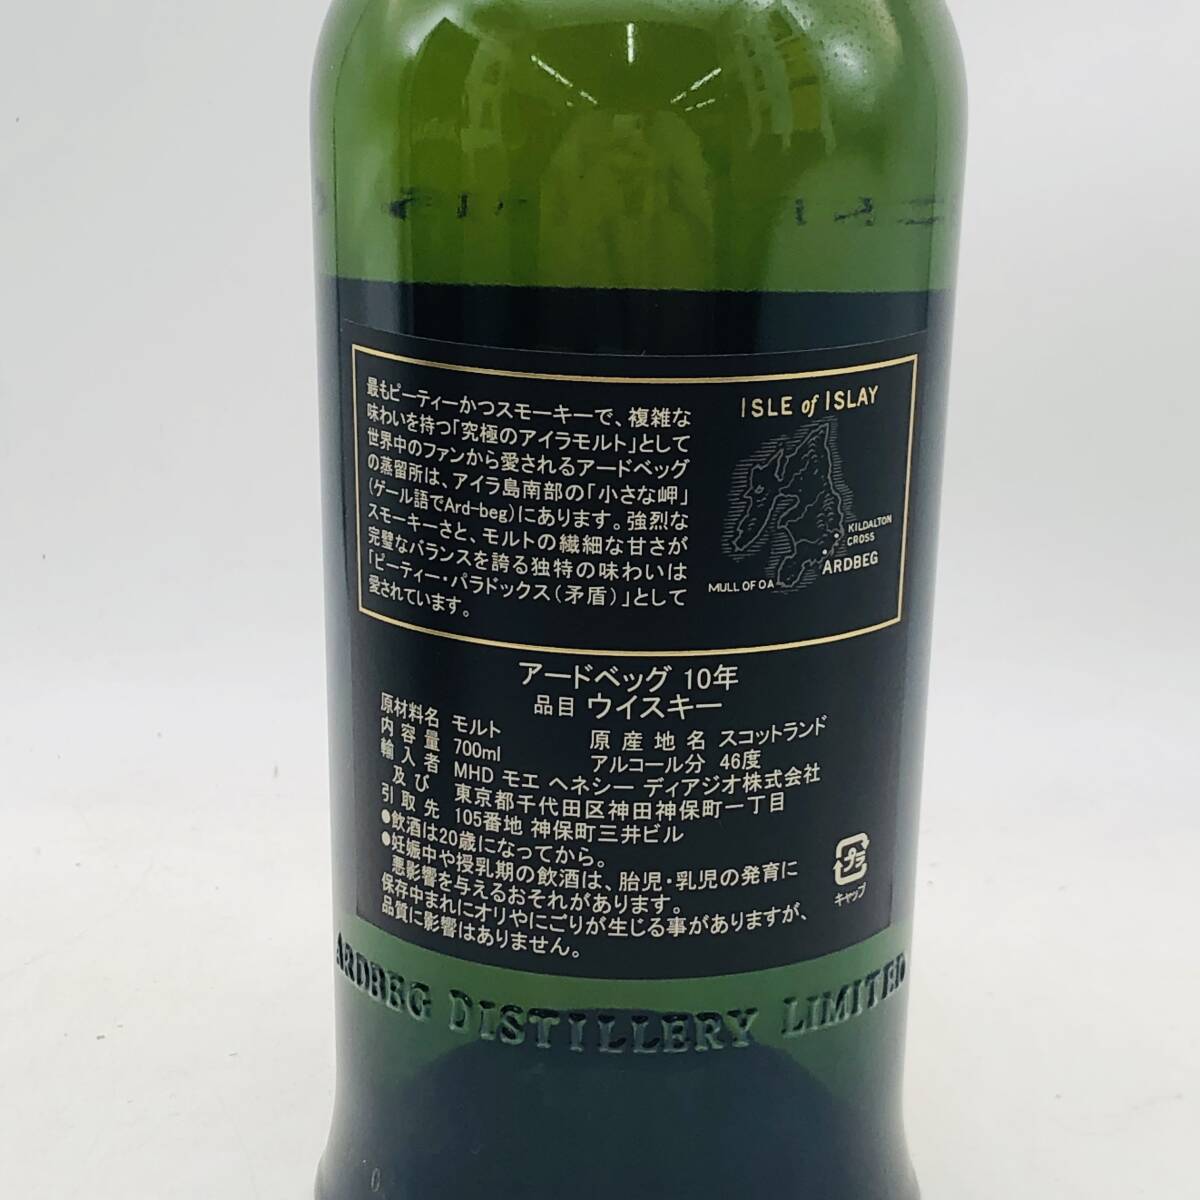 最もピーティーかつスモーキーで、複雑な
味わいを持つ「究極のアイラモルト」として
世界中のファンから愛されるアードベッグ
の蒸留所は、アイラ島南部の「小さな岬」
(ゲール語でArd-beg)にあります。強烈な
スモーキーさと、モルトの繊細な甘さが
完璧なバランスを誇る独特の味わいは
「ピーティー・パラドックス(矛盾)」として
愛されています。
ISLE of ISLAY
KILDALTON
CROSS
ARDBEG
MULL OF OA
アードベッグ 10年
品目 ウイスキー
原材料名 モルト
内容量 700ml
原産地名 スコットランド
アルコール分 46度
輸入者 MHD モエ ヘネシー ディアジオ株式会社
及び 東京都千代田区神田神保町一丁目
引取先 105番地 神保町三井ビル
●飲酒は20歳になってから。
●妊娠中や授乳期の飲酒は、胎児・乳児の発育に
悪影響を与えるおそれがあります。
保存中まれにオリやにごりが生じる事がありますが、
品質に影響はありません。
プラ
キャップ
ARDBEG DISTILLERY LIMITED